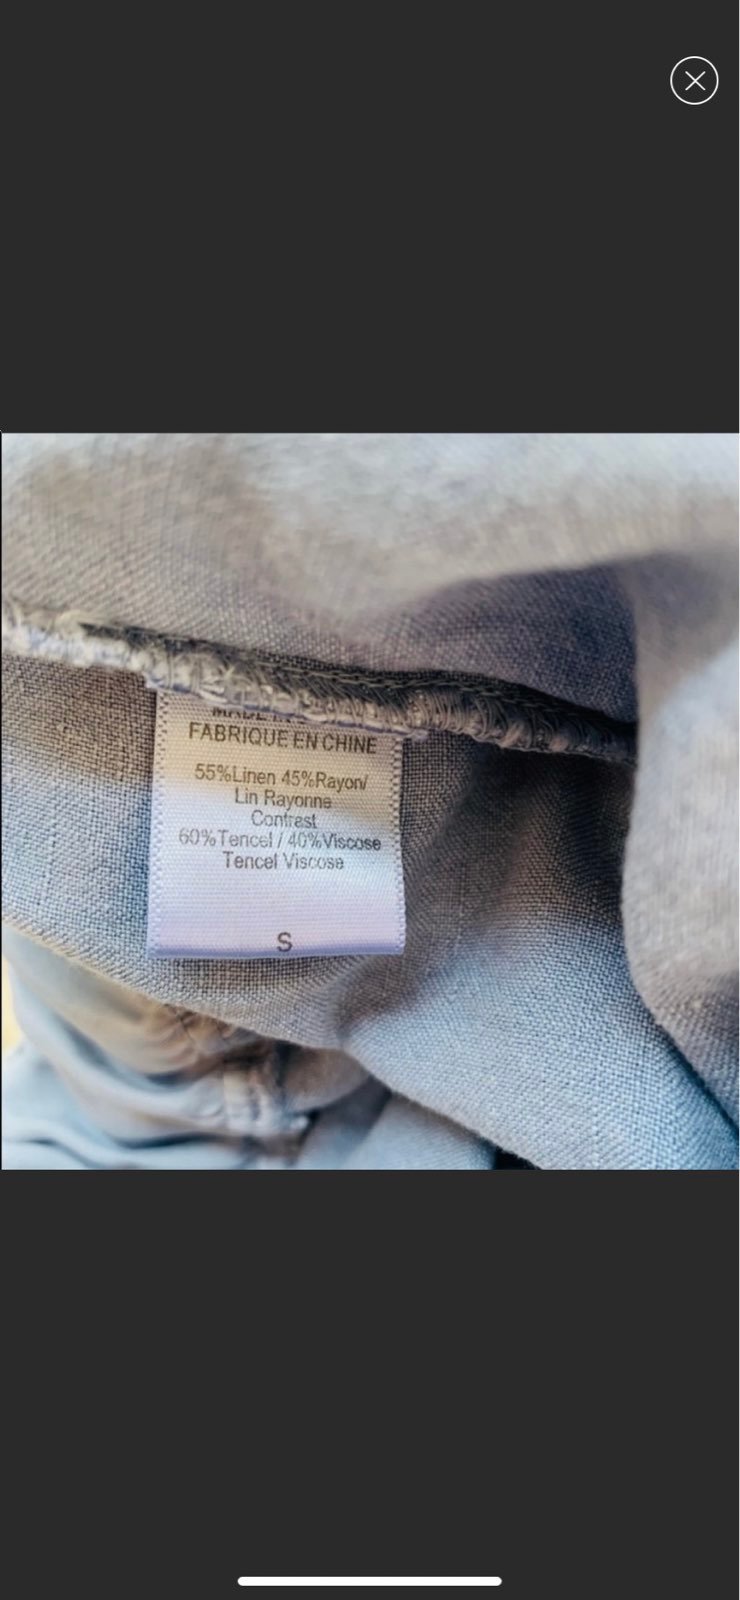 FABRIQUE EN CHINE
55%Linen 45%Rayon/
Lin Rayonne
Contrast
60%Tencel / 40%Viscose
Tencel Viscose
S